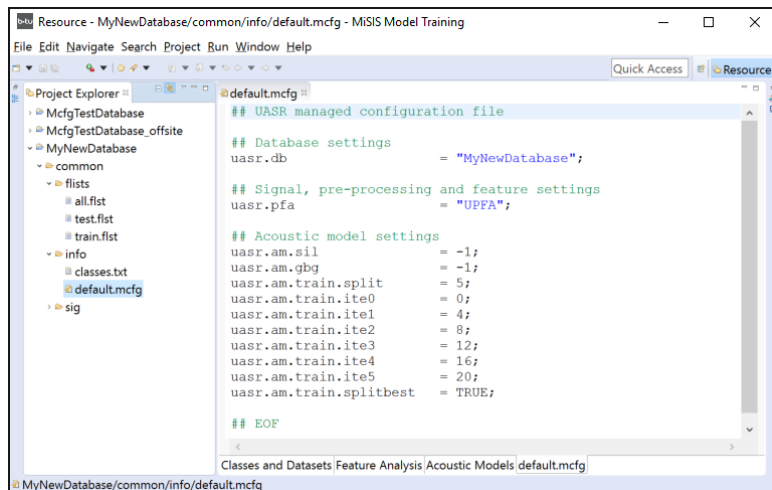 b-tu Resource - MyNewDatabase/common/info/default.mcfg - MiSIS Model Training
File Edit Navigate Search Project Run Window Help
Quick Access Resource
Project Explorer
McfgTestDatabase
McfgTestDatabase_offsite
MyNewDatabase
common
flists
all.flst
test.flst
train.flst
info
classes.txt
default.mcfg
sig
default.mcfg
## UASR managed configuration file
## Database settings
uasr.db = "MyNewDatabase";
## Signal, pre-processing and feature settings
uasr.pfa = "UPFA";
## Acoustic model settings
uasr.am.sil = -1;
uasr.am.gbg = -1;
uasr.am.train.split = 5;
uasr.am.train.ite0 = 0;
uasr.am.train.ite1 = 4;
uasr.am.train.ite2 = 8;
uasr.am.train.ite3 = 12;
uasr.am.train.ite4 = 16;
uasr.am.train.ite5 = 20;
uasr.am.train.splitbest = TRUE;
## EOF
Classes and Datasets Feature Analysis Acoustic Models default.mcfg
MyNewDatabase/common/info/default.mcfg